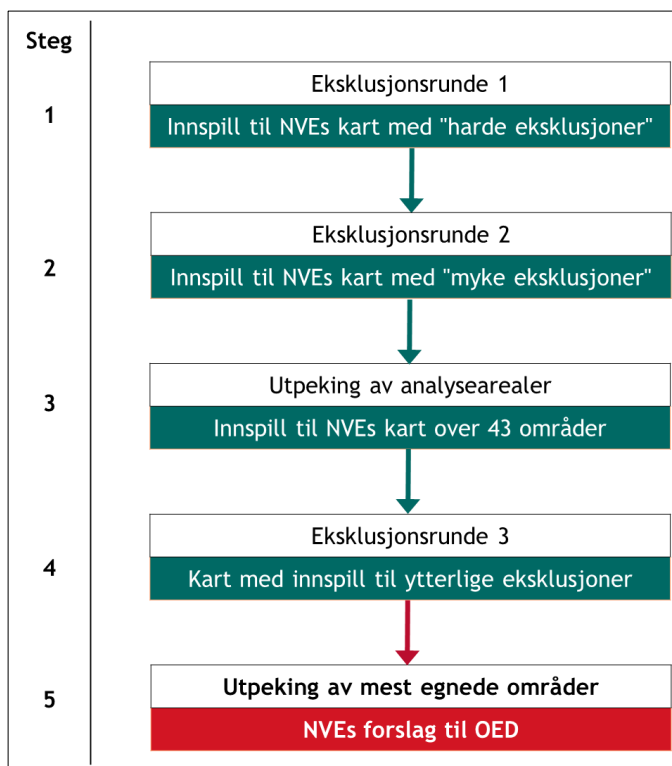 Steg
1
Eksklusjonsrunde 1
Innspill til NVEs kart med "harde eksklusjoner"
2
Eksklusjonsrunde 2
Innspill til NVEs kart med "myke eksklusjoner"
3
Utpeking av analysearealer
Innspill til NVEs kart over 43 områder
4
Eksklusjonsrunde 3
Kart med innspill til ytterlige eksklusjoner
5
Utpeking av mest egnede områder
NVEs forslag til OED